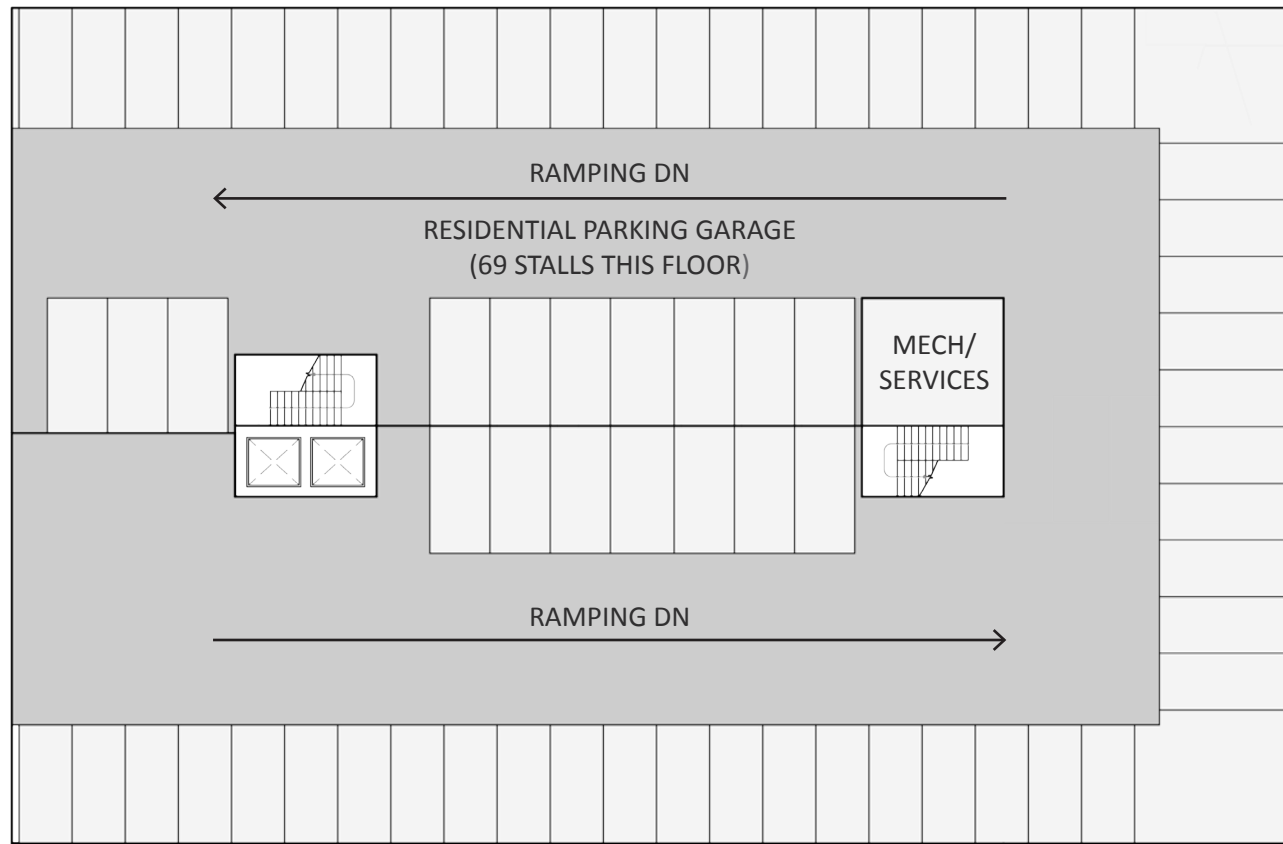 RAMPING DN
RESIDENTIAL PARKING GARAGE
(69 STALLS THIS FLOOR)
MECH/
SERVICES
RAMPING DN